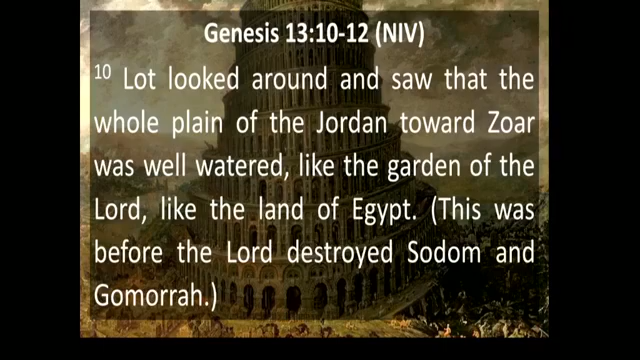 Genesis 13:10-12 (NIV)
10 Lot looked around and saw that the
whole plain of the Jordan toward Zoar
was well watered, like the garden of the
Lord, like the land of Egypt. (This was
before the Lord destroyed Sodom and
Gomorrah.)